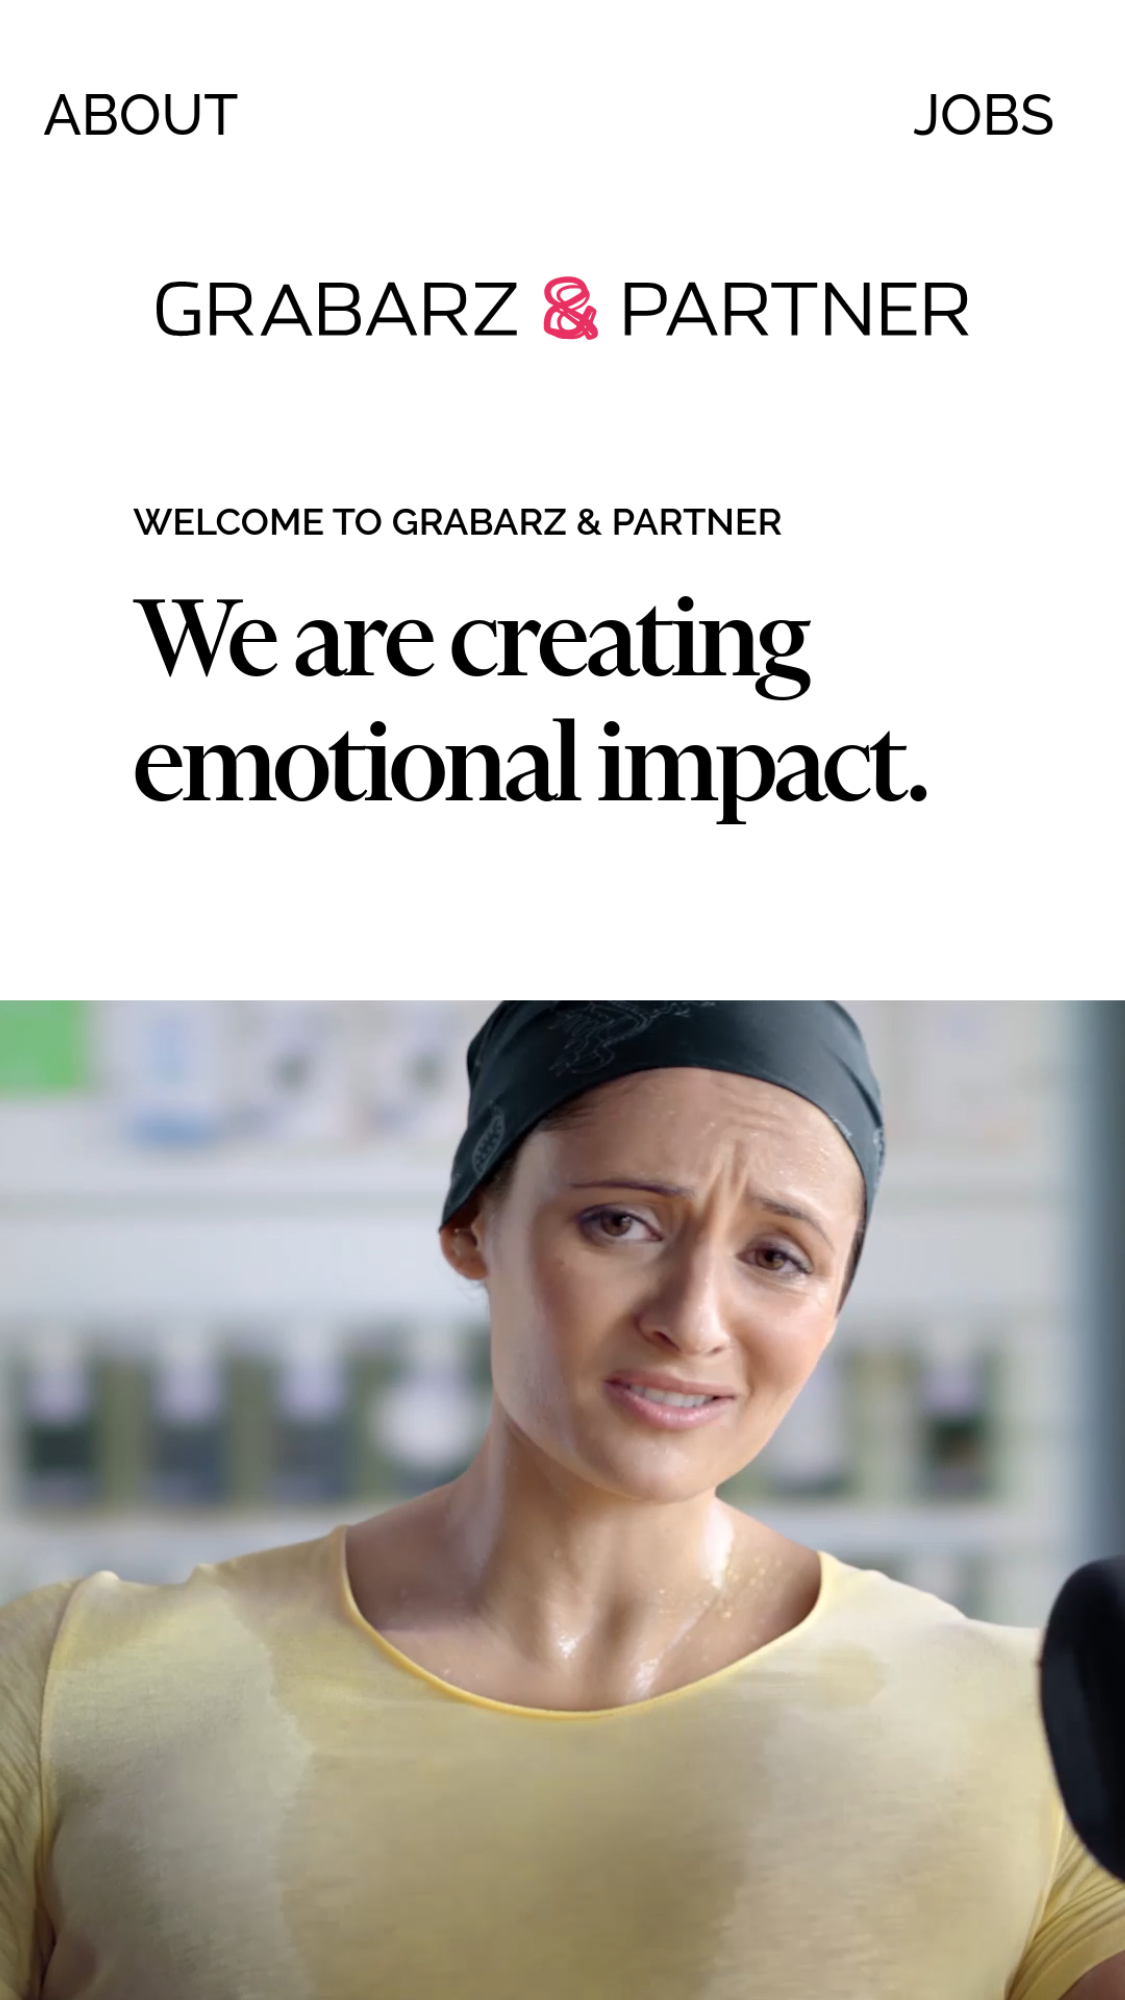 ABOUT
JOBS
GRABARZ & PARTNER
WELCOME TO GRABARZ & PARTNER
We are creating
emotional impact.